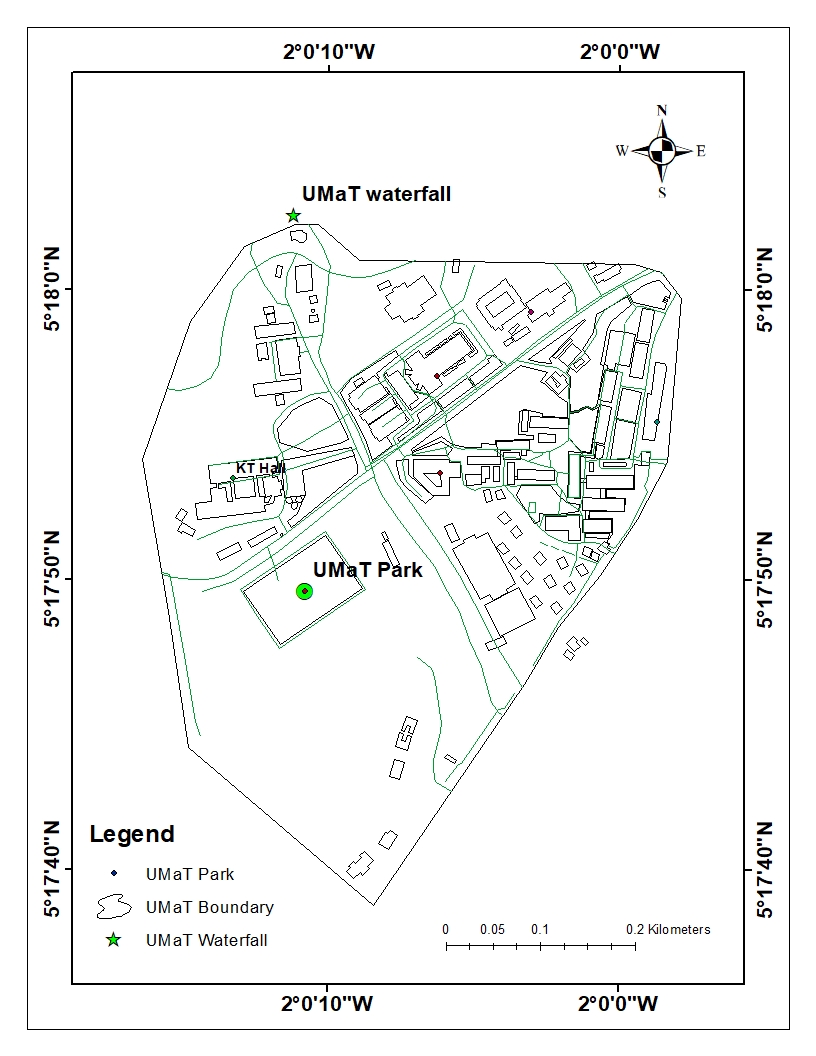 2°0'10"W
2°0'0"W
N
W
E
S
UMaT waterfall
5°18'0"N
5°18'0"N
KT Hall
5°17'50"N
5°17'50"N
UMaT Park
5°17'40"N
5°17'40"N
Legend
UMaT Park
UMaT Boundary
UMaT Waterfall
0 0.05 0.1 0.2 Kilometers
2°0'10"W
2°0'0"W